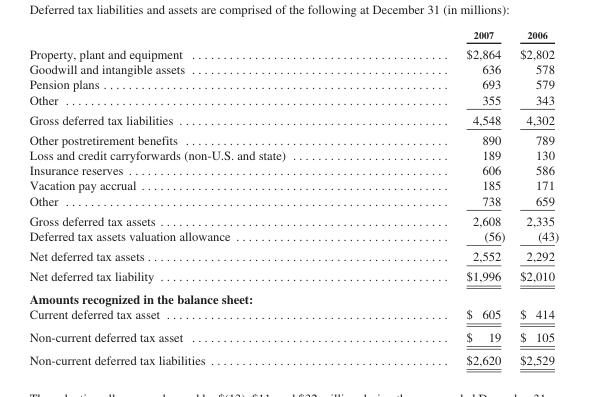 Deferred tax liabilities and assets are comprised of the following at December 31 (in millions):
2007 2006
Property, plant and equipment $2,864 $2,802
Goodwill and intangible assets 636 578
Pension plans 693 579
Other 355 343
Gross deferred tax liabilities 4,548 4,302
Other postretirement benefits 890 789
Loss and credit carryforwards (non-U.S. and state) 189 130
Insurance reserves 606 586
Vacation pay accrual 185 171
Other 738 659
Gross deferred tax assets 2,608 2,335
Deferred tax assets valuation allowance (56) (43)
Net deferred tax assets 2,552 2,292
Net deferred tax liability $1,996 $2,010
Amounts recognized in the balance sheet:
Current deferred tax asset $ 605 $ 414
Non-current deferred tax asset $ 19 $ 105
Non-current deferred tax liabilities $2,620 $2,529